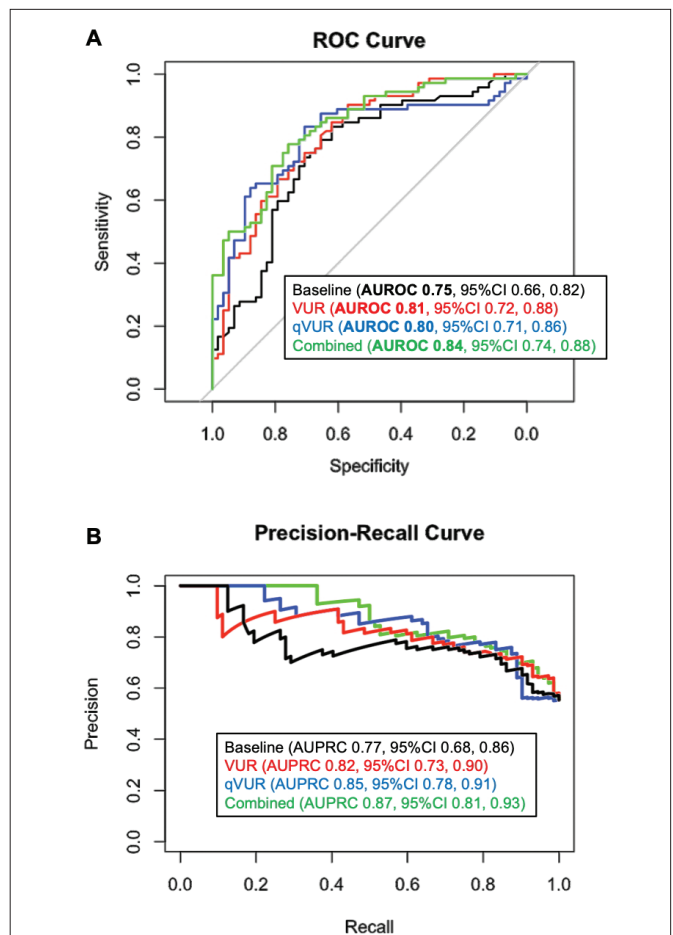 A
ROC Curve
Sensitivity
1.0
0.8
0.6
0.4
0.2
0.0
Baseline (AUROC 0.75, 95%CI 0.66, 0.82)
VUR (AUROC 0.81, 95%CI 0.72, 0.88)
qVUR (AUROC 0.80, 95%CI 0.71, 0.86)
Combined (AUROC 0.84, 95%CI 0.74, 0.88)
1.0 0.8 0.6 0.4 0.2 0.0
Specificity
B
Precision-Recall Curve
Precision
1.0
0.8
0.6
0.4
0.2
0.0
Baseline (AUPRC 0.77, 95%CI 0.68, 0.86)
VUR (AUPRC 0.82, 95%CI 0.73, 0.90)
qVUR (AUPRC 0.85, 95%CI 0.78, 0.91)
Combined (AUPRC 0.87, 95%CI 0.81, 0.93)
0.0 0.2 0.4 0.6 0.8 1.0
Recall